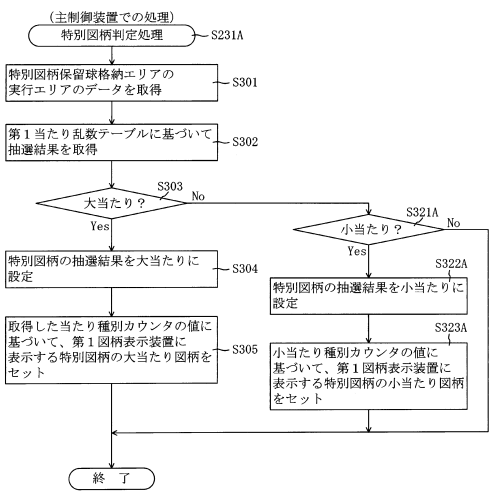 (主制御装置での処理)
特別図柄判定処理
S231A
特別図柄保留球格納エリアの
実行エリアのデータを取得
S301
第1当たり乱数テーブルに基づいて
抽選結果を取得
S302
大当たり?
S303
No
Yes
小当たり?
S321A
No
Yes
特別図柄の抽選結果を大当たりに
設定
S304
特別図柄の抽選結果を小当たりに
設定
S322A
取得した当たり種別カウンタの値に
基づいて、第1図柄表示装置に
表示する特別図柄の大当たり図柄を
セット
S305
小当たり種別カウンタの値に
基づいて、第1図柄表示装置に
表示する特別図柄の小当たり図柄
をセット
S323A
終 了